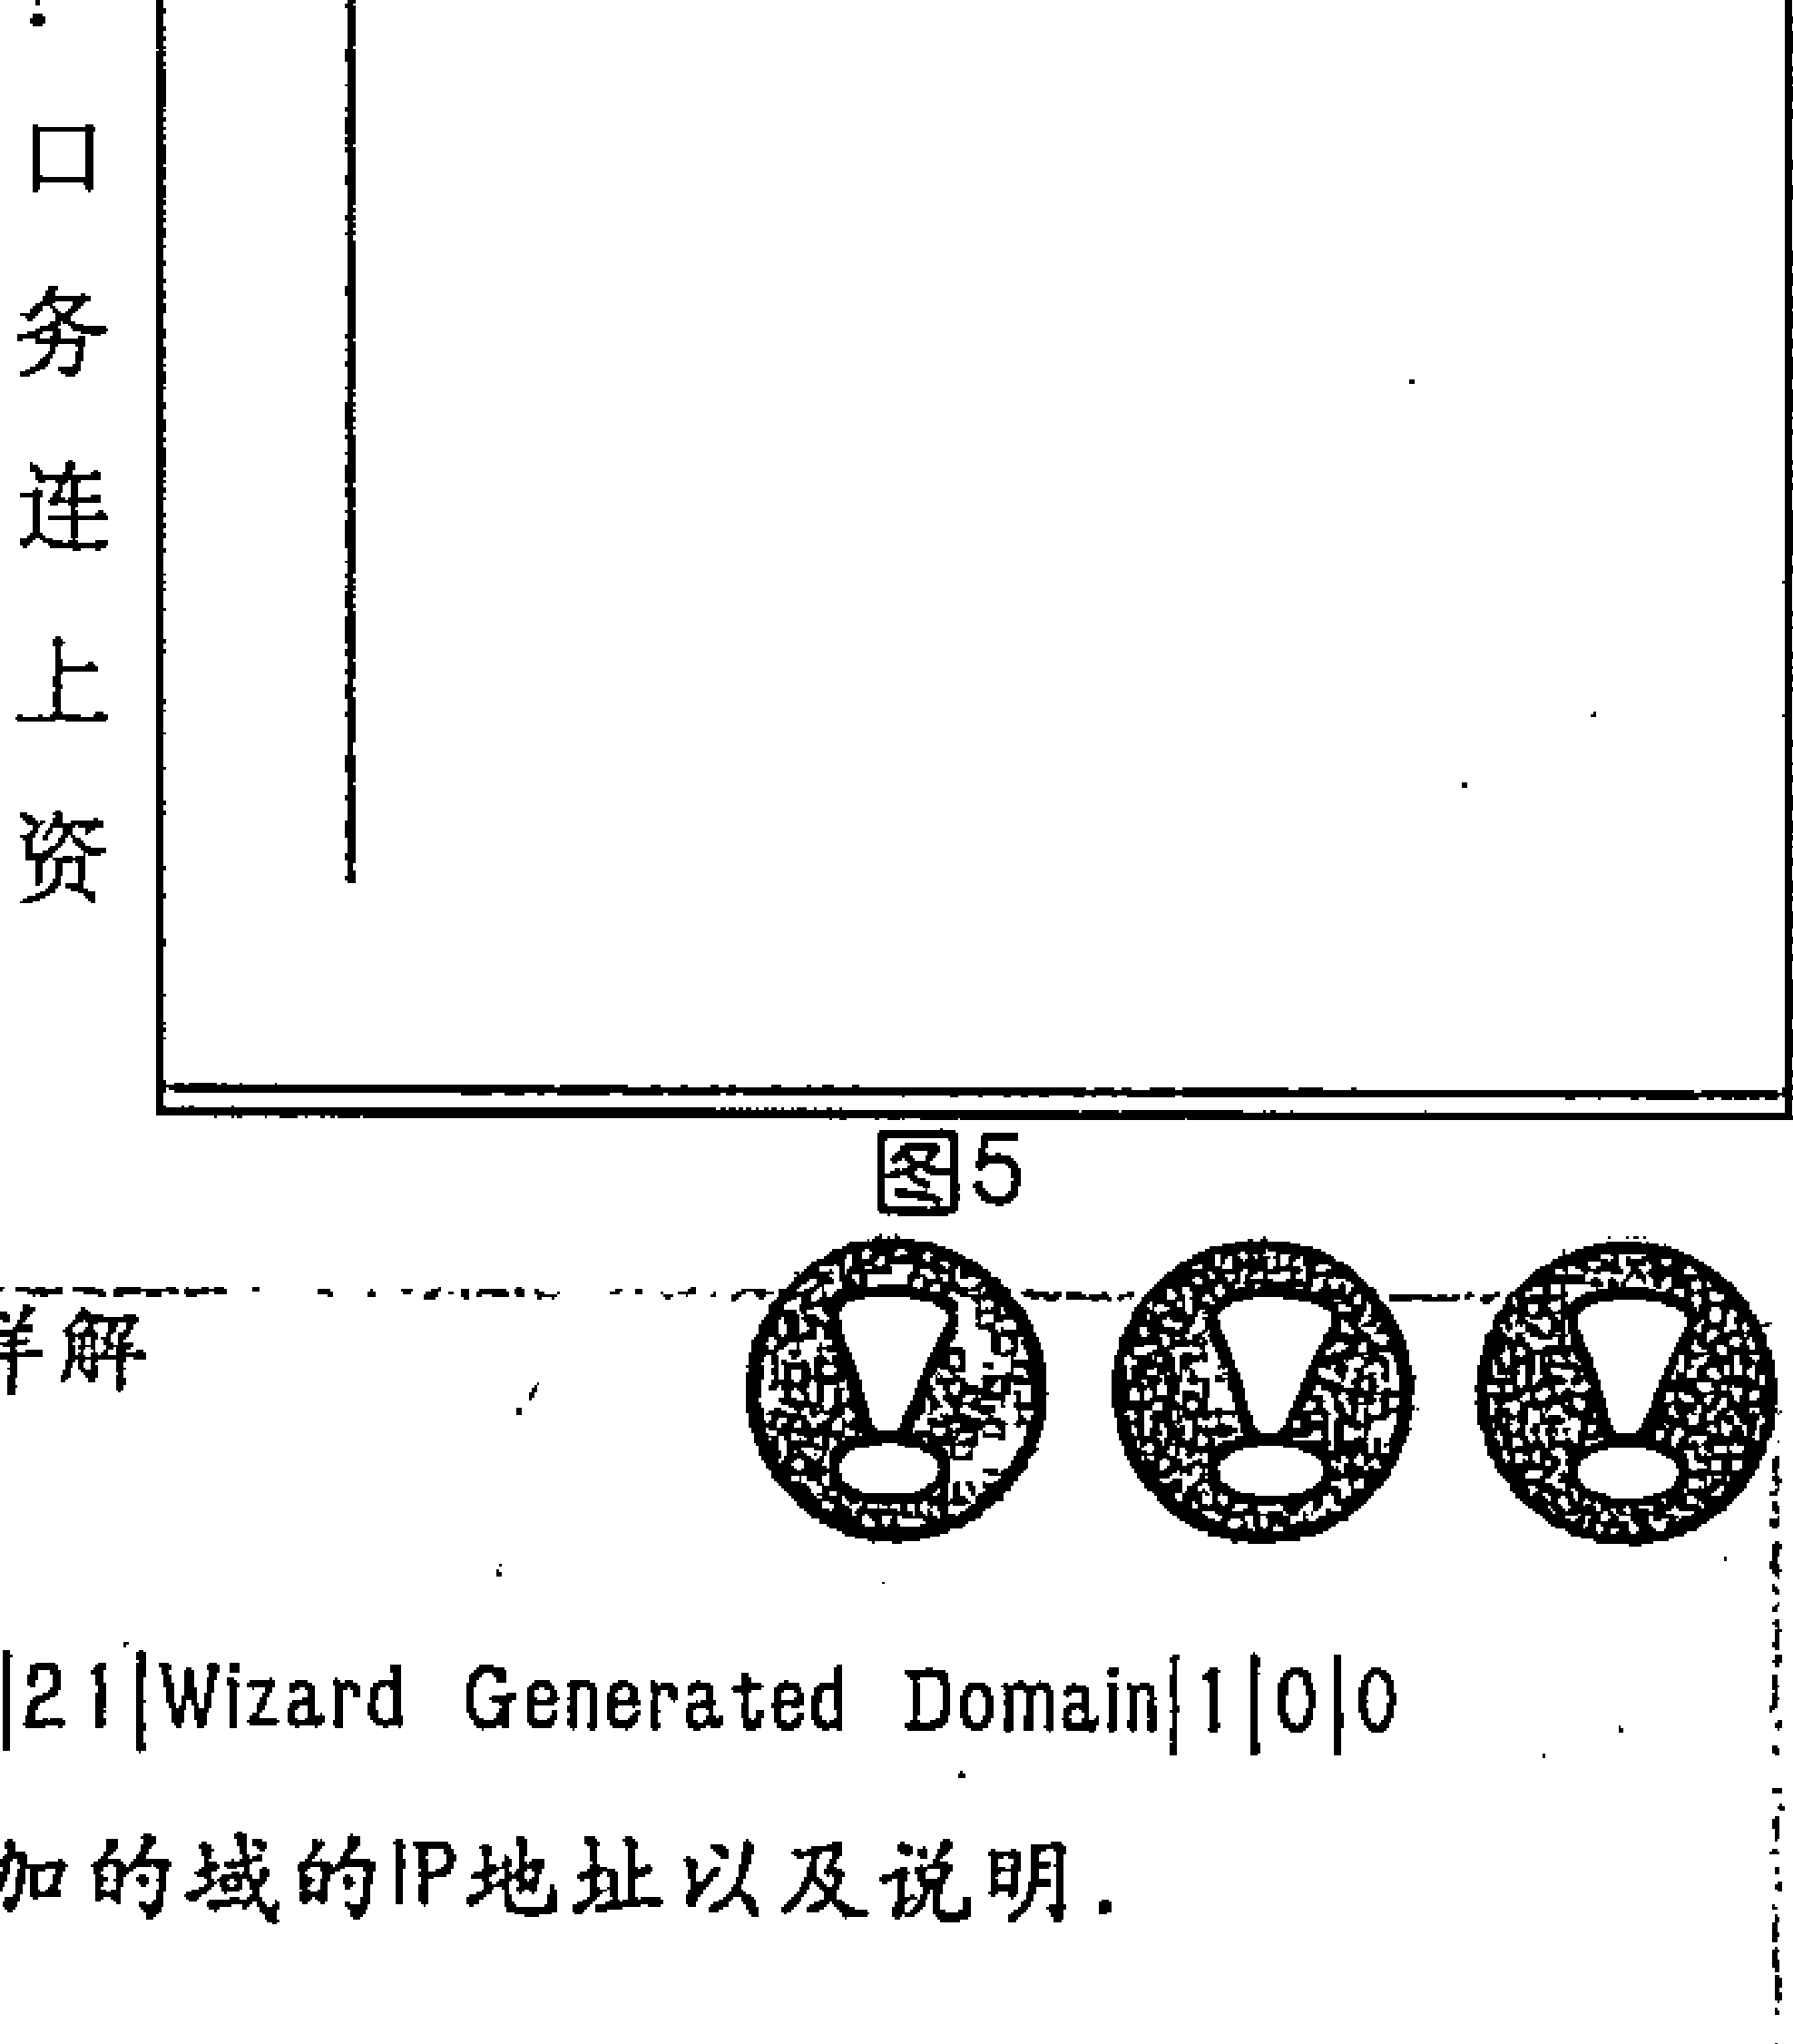 口
务
连
上
资
图5
详解
|21|Wizard Generated Domain|1|0|0
加的域的IP地址以及说明.